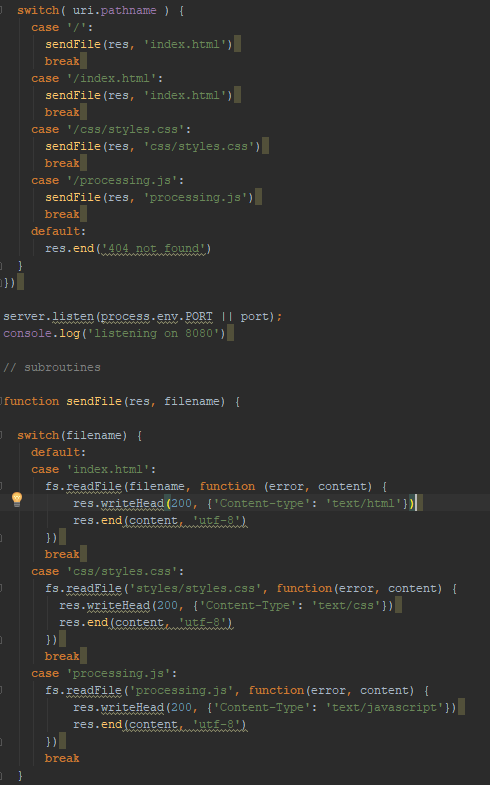 switch( uri.pathname ) {
case '/':
sendFile(res, 'index.html')
break
case '/index.html':
sendFile(res, 'index.html')
break
case '/css/styles.css':
sendFile(res, 'css/styles.css')
break
case '/processing.js':
sendFile(res, 'processing.js')
break
default:
res.end('404 not found')
}
})
server.listen(process.env.PORT || port);
console.log('listening on 8080')
// subroutines
function sendFile(res, filename) {
switch(filename) {
default:
case 'index.html':
fs.readFile(filename, function (error, content) {
res.writeHead(200, {'Content-type': 'text/html'})
res.end(content, 'utf-8')
})
break
case 'css/styles.css':
fs.readFile('styles/styles.css', function(error, content) {
res.writeHead(200, {'Content-Type': 'text/css'})
res.end(content, 'utf-8')
})
break
case 'processing.js':
fs.readFile('processing.js', function(error, content) {
res.writeHead(200, {'Content-Type': 'text/javascript'})
res.end(content, 'utf-8')
})
break
}